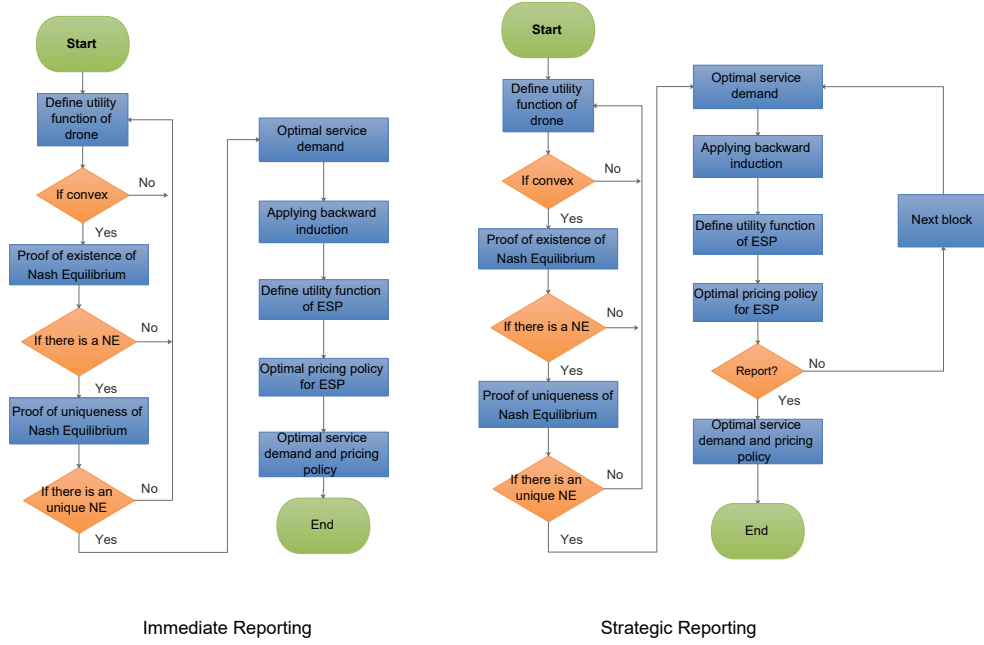 Start
Define utility
function of
drone
If convex
No
Yes
Proof of existence of
Nash Equilibrium
If there is a NE
No
Yes
Proof of uniqueness of
Nash Equilibrium
If there is an
unique NE
No
Yes
Optimal service
demand
Applying backward
induction
Define utility function
of ESP
Optimal pricing policy
for ESP
Optimal service
demand and pricing
policy
End
Immediate Reporting
Start
Define utility
function of
drone
If convex
No
Yes
Proof of existence of
Nash Equilibrium
If there is a NE
No
Yes
Proof of uniqueness of
Nash Equilibrium
If there is an
unique NE
No
Yes
Optimal service
demand
Applying backward
induction
Define utility function
of ESP
Optimal pricing policy
for ESP
Report?
No
Yes
Next block
Optimal service
demand and pricing
policy
End
Strategic Reporting